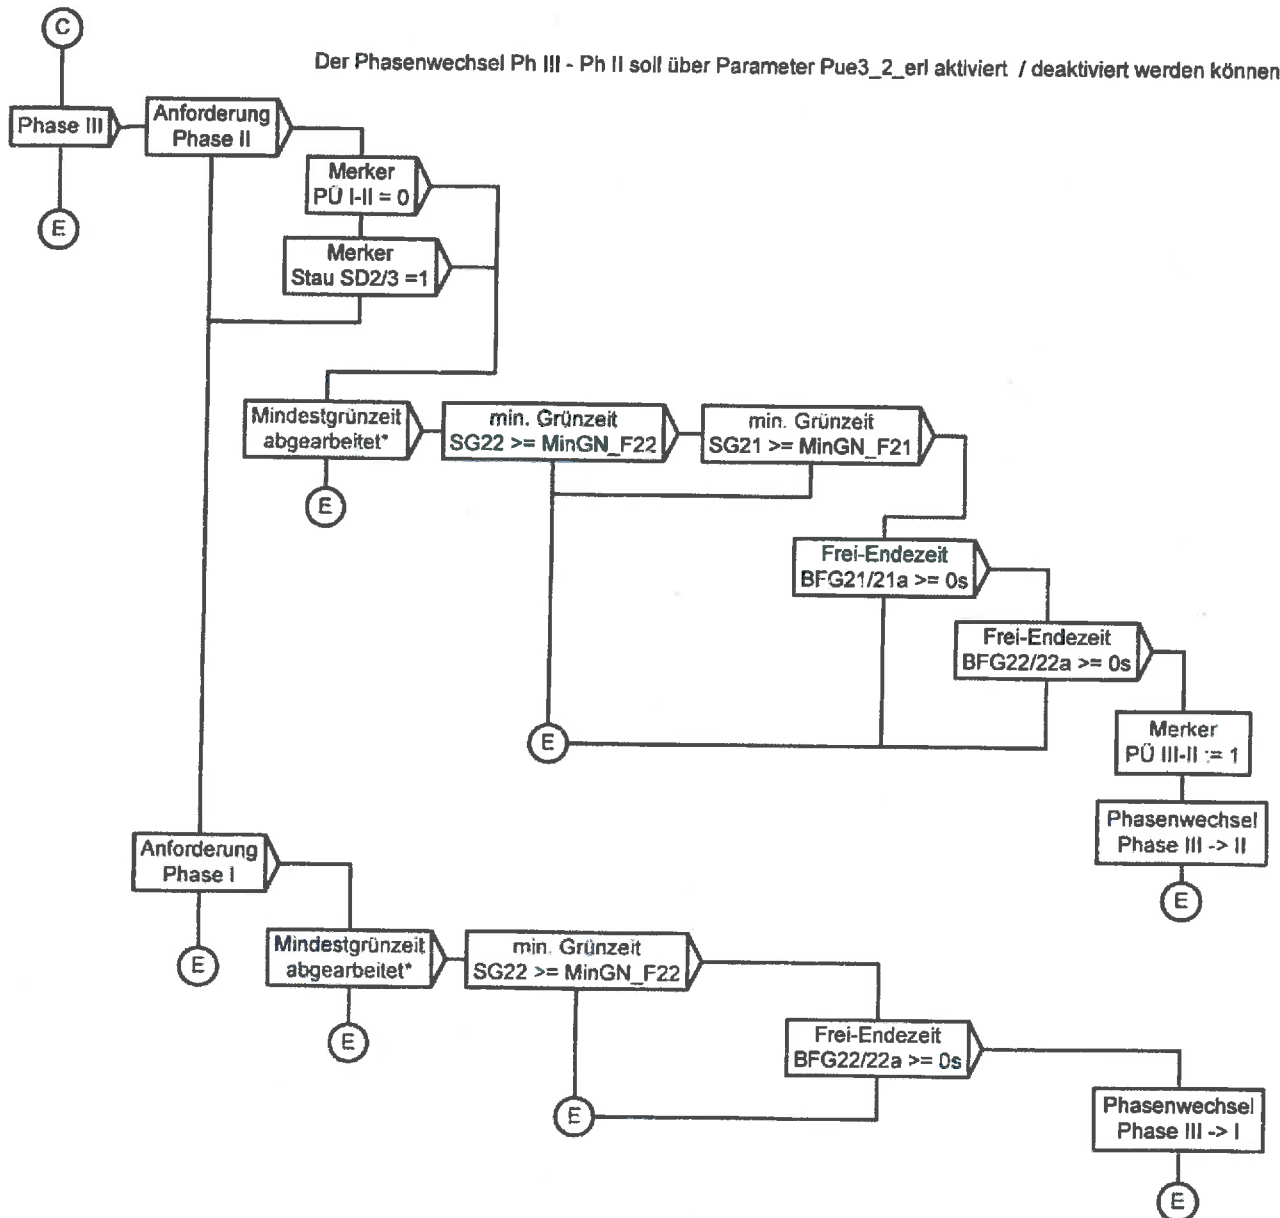 C
Der Phasenwechsel Ph III - Ph II soll über Parameter Pue3_2_erl aktiviert / deaktiviert werden können
Phase III
Anforderung
Phase II
E
Merker
PÜ I-II = 0
Merker
Stau SD2/3 =1
Mindestgrünzeit
abgearbeitet*
min. Grünzeit
SG22 >= MinGN_F22
min. Grünzeit
SG21 >= MinGN_F21
E
Frei-Endezeit
BFG21/21a >= 0s
Frei-Endezeit
BFG22/22a >= 0s
E
Merker
PÜ III-II := 1
Phasenwechsel
Phase III -> II
E
Anforderung
Phase I
E
Mindestgrünzeit
abgearbeitet*
min. Grünzeit
SG22 >= MinGN_F22
E
Frei-Endezeit
BFG22/22a >= 0s
E
Phasenwechsel
Phase III -> I
E